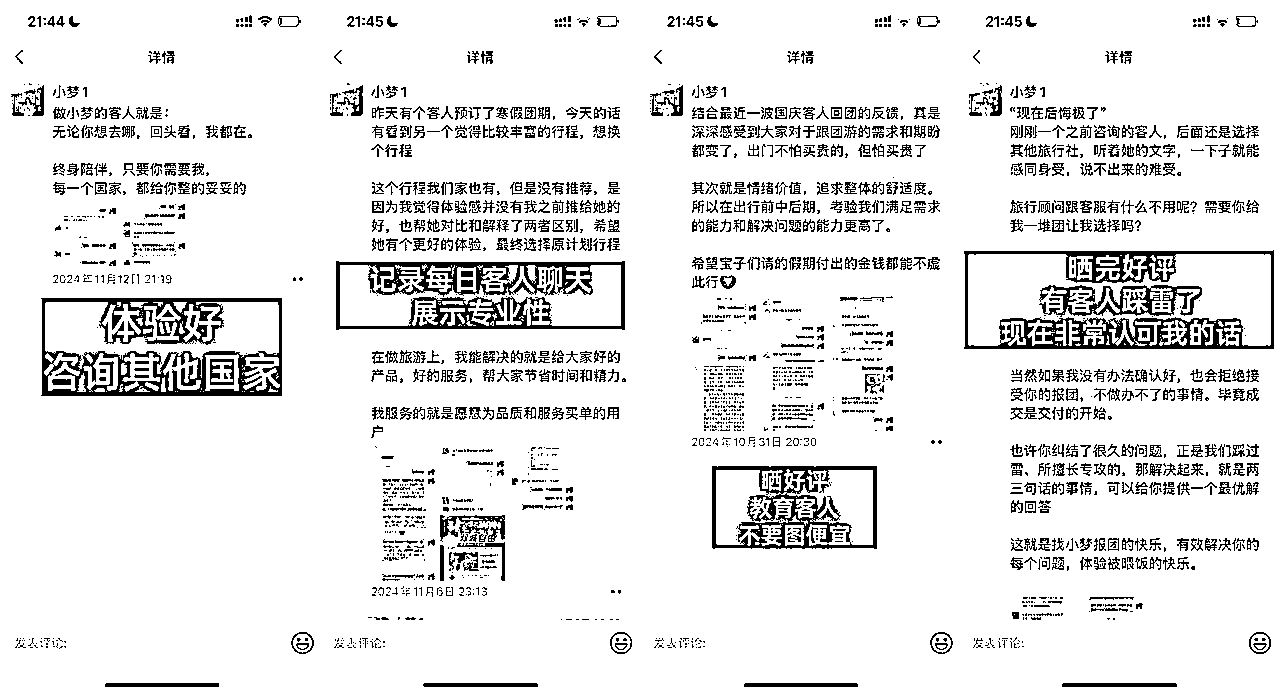 21:44
详情
小梦1
做小梦的客人就是：
无论你想去哪，回头看，我都在。
终身陪伴，只要你需要我，
每一个国家，都给你整的妥妥的
2024年11月12日 21:19
体验好
咨询其他国家
发表评论:
21:45
详情
小梦1
昨天有个客人预订了寒假团期，今天的话
有看到另一个觉得比较丰富的行程，想换
个行程
这个行程我们家也有，但是没有推荐，是
因为我觉得体验感并没有我之前推给她的
好，也帮她对比和解释了两者区别，希望
她有个更好的体验，最终选择原计划行程
记录每日客人聊天
展示专业性
在做旅游上，我能解决的就是给大家好的
产品，好的服务，帮大家节省时间和精力。
我服务的就是愿意为品质和服务买单的用
户
2024年11月6日 23:13
发表评论:
21:45
详情
小梦1
结合最近一波国庆客人回团的反馈，真是
深深感受到大家对于跟团游的需求和期盼
都变了，出门不怕买贵的，但怕买贵了
其次就是情绪价值，追求整体的舒适度。
所以在出行前中后期，考验我们满足需求
的能力和解决问题的能力更高了。
希望宝子们请的假期付出的金钱都能不虚
此行
2024年10月31日 20:30
晒好评
教育客人
不要图便宜
发表评论:
21:45
详情
小梦1
“现在后悔极了”
刚刚一个之前咨询的客人，后面还是选择
其他旅行社，听着她的文字，一下子就能
感同身受，说不出来的难受。
旅行顾问跟客服有什么不用呢？需要你给
我一堆团让我选择吗？
晒完好评
有客人踩雷了
现在非常认可我的话
当然如果我没有办法确认好，也会拒绝接
受你的报团，不做办不了的事情。毕竟成
交是交付的开始。
也许你纠结了很久的问题，正是我们踩过
雷、所擅长专攻的，那解决起来，就是两
三句话的事情，可以给你提供一个最优解
的回答
这就是找小梦报团的快乐，有效解决你的
每个问题，体验被喂饭的快乐。
发表评论: